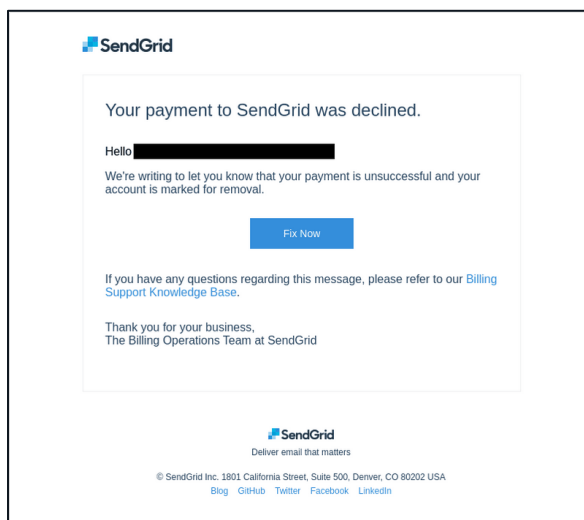 SendGrid
Your payment to SendGrid was declined.
Hello
We're writing to let you know that your payment is unsuccessful and your
account is marked for removal.
Fix Now
If you have any questions regarding this message, please refer to our Billing
Support Knowledge Base.
Thank you for your business,
The Billing Operations Team at SendGrid
SendGrid
Deliver email that matters
© SendGrid Inc. 1801 California Street, Suite 500, Denver, CO 80202 USA
Blog GitHub Twitter Facebook LinkedIn